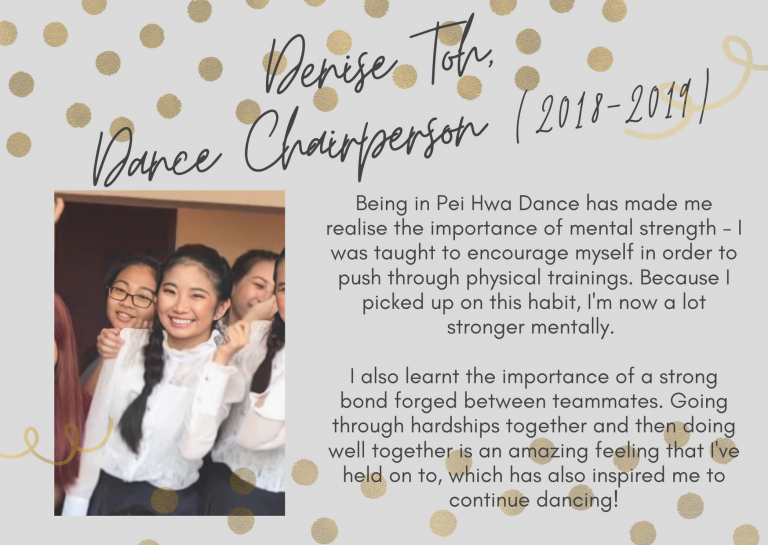 Denise Toh,
Dance Chairperson (2018-2019)
Being in Pei Hwa Dance has made me
realise the importance of mental strength - I
was taught to encourage myself in order to
push through physical trainings. Because I
picked up on this habit, I'm now a lot
stronger mentally.
I also learnt the importance of a strong
bond forged between teammates. Going
through hardships together and then doing
well together is an amazing feeling that I've
held on to, which has also inspired me to
continue dancing!